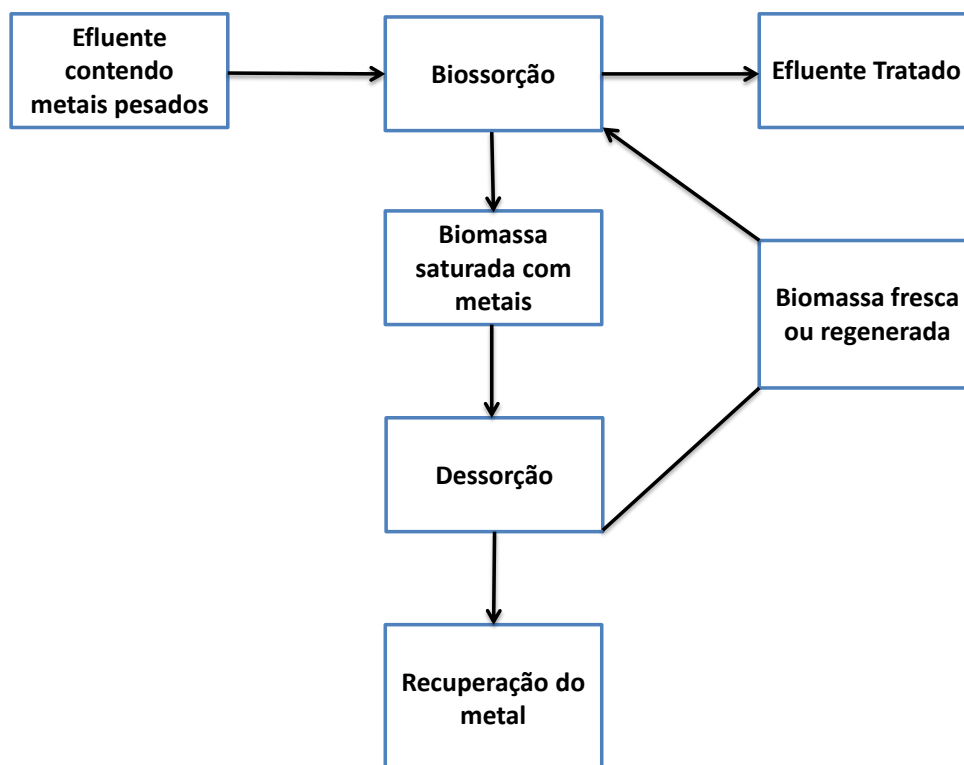 Efluente
contendo
metais pesados
Biossorção
Efluente Tratado
Biomassa
saturada com
metais
Biomassa fresca
ou regenerada
Dessorção
Recuperação do
metal